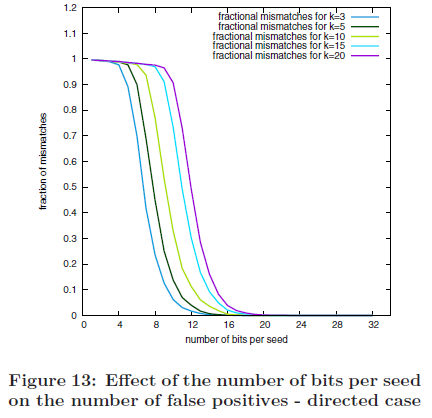 fractional mismatches for k=3
fractional mismatches for k=5
fractional mismatches for k=10
fractional mismatches for k=15
fractional mismatches for k=20
1.2
1.1
1
0.9
0.8
0.7
0.6
0.5
0.4
0.3
0.2
0.1
0
fraction of mismatches
0 4 8 12 16 20 24 28 32
number of bits per seed
Figure 13: Effect of the number of bits per seed
on the number of false positives - directed case